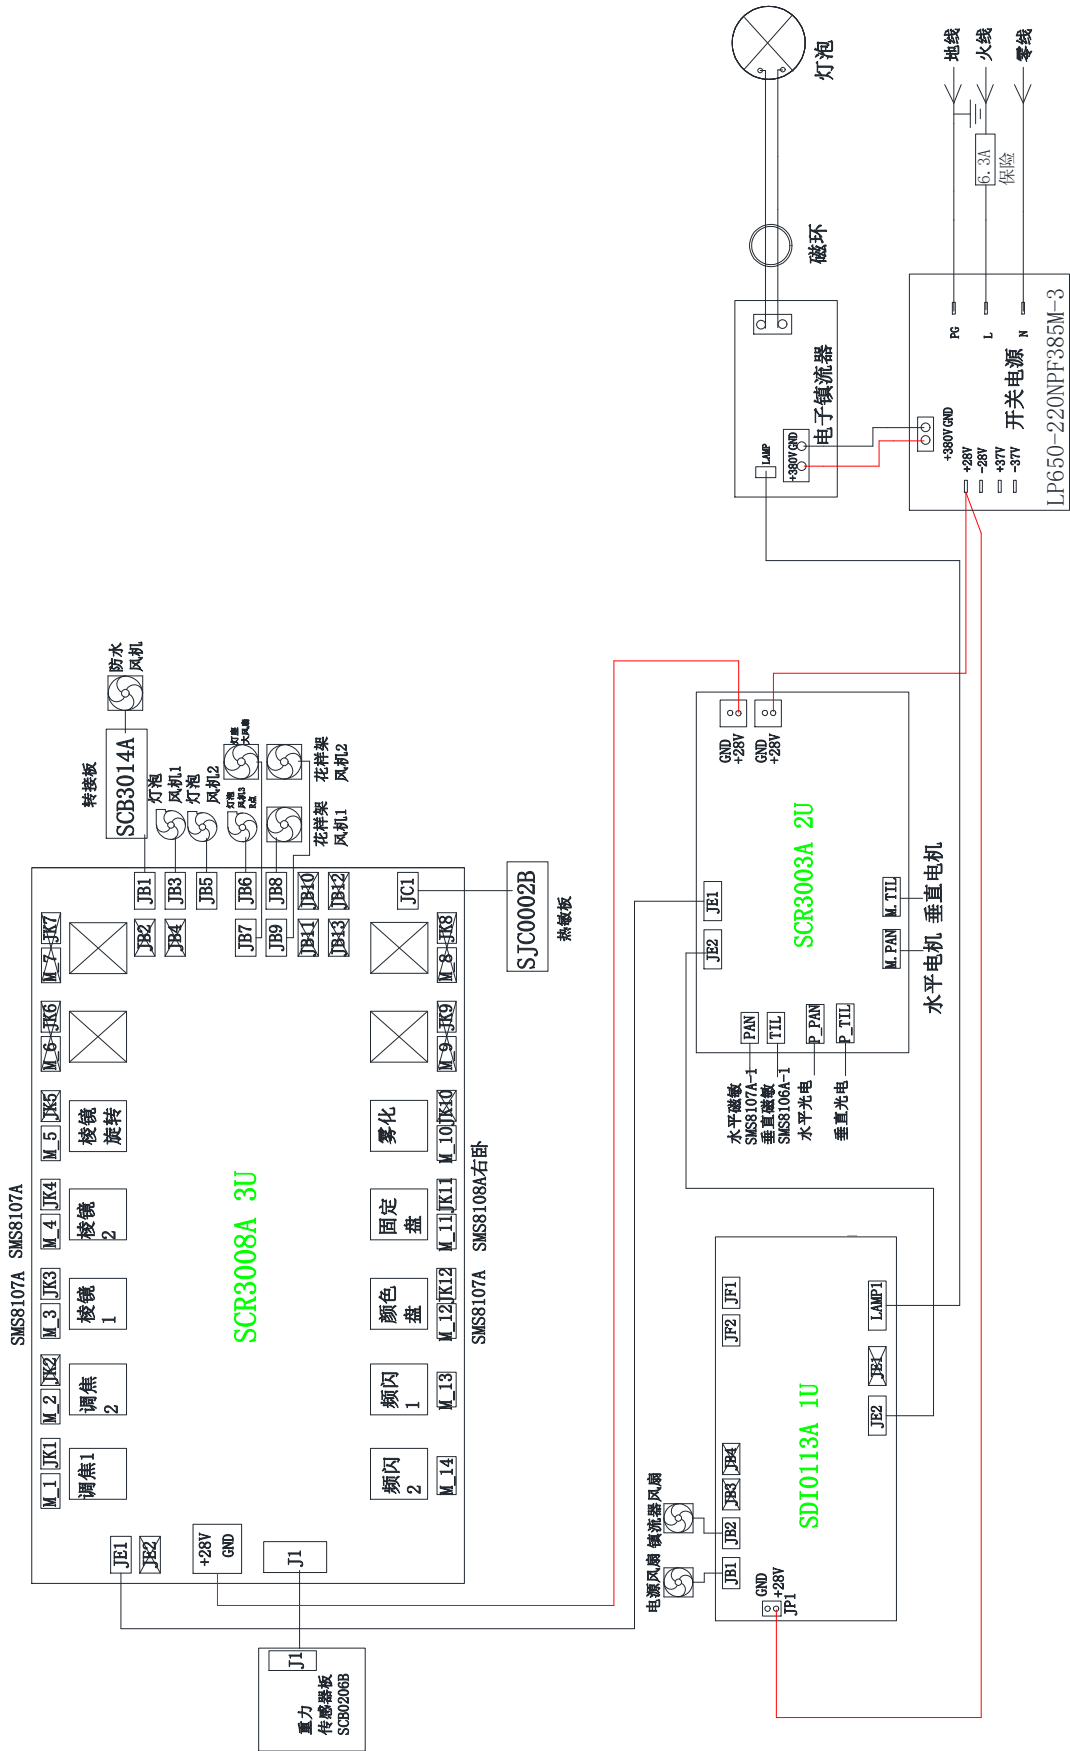 灯泡
地线
火线
零线
6.3A
保险
磁环
电子镇流器
LAMP
+380V GND
PG
L
N
开关电源
LP650-220NPF385M-3
+380V GND
+28V
-28V
+37V
-37V
防水
风机
转接板
SCB3014A
灯泡
风机1
灯泡
风机2
灯泡
风机3
灯座
大风扇
花样架
风机1
花样架
风机2
JB1
JB2
JB3
JB4
JB5
JB6
JB7
JB8
JB9
JB10
JB11
JB12
JB13
JC1
SJC0002B
热敏板
SCR3008A 3U
SMS8107A
SMS8107A
M_1
JK1
M_2
JK2
M_3
JK3
M_4
JK4
M_5
JK5
M_6
JK6
M_7
JK7
调焦1
调焦
2
棱镜
1
棱镜
2
棱镜
旋转
频闪
2
频闪
1
颜色
盘
固定
盘
雾化
M_14
M_13
M_12
JK12
M_11
JK11
M_10
JK10
M_9
JK9
M_8
JK8
SMS8107A
SMS8108A右卧
JE1
JE2
+28V
GND
J1
J1
重力
传感器板
SCB0206B
SCR3003A 2U
GND
+28V
GND
+28V
JE1
JE2
PAN
TIL
P_PAN
P_TIL
M.PAN
M.TIL
水平电机
垂直电机
水平磁敏
SMS8107A-1
垂直磁敏
SMS8106A-1
水平光电
垂直光电
SDI0113A 1U
JF1
JF2
LAMP1
JE1
JE2
JB4
JB3
JB2
JB1
GND
+28V
JP1
电源风扇
镇流器风扇